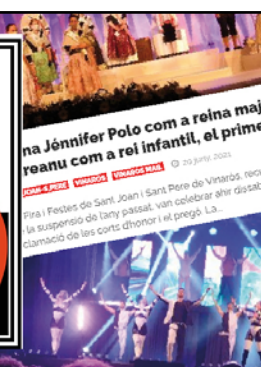 na Jénnifer Polo com a reina maj
reanu com a rei infantil, el prime
JOAN-S.PERE VINARÒS VINARÒS MAIL 20 juny, 2021
Fira i Festes de Sant Joan i Sant Pere de Vinaròs, rec
la suspensió de l'any passat, van celebrar ahir dissab
clamació de les corts d'honor i el pregó. La...